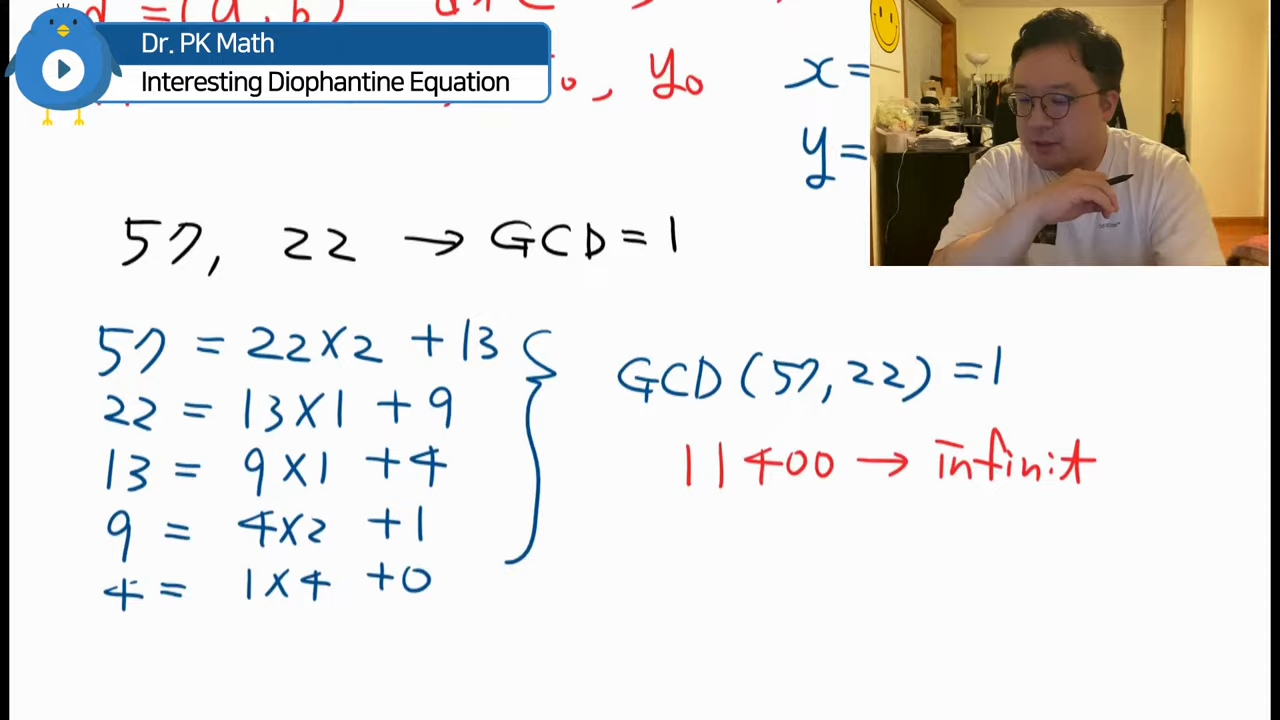 d = (a, b)
Dr. PK Math
Interesting Diophantine Equation
, y₀
x =
y =
57, 22 → GCD = 1
57 = 22×2 + 13
22 = 13×1 + 9
13 = 9×1 + 4
9 = 4×2 + 1
4 = 1×4 + 0
GCD (57, 22) = 1
11400 → infinit